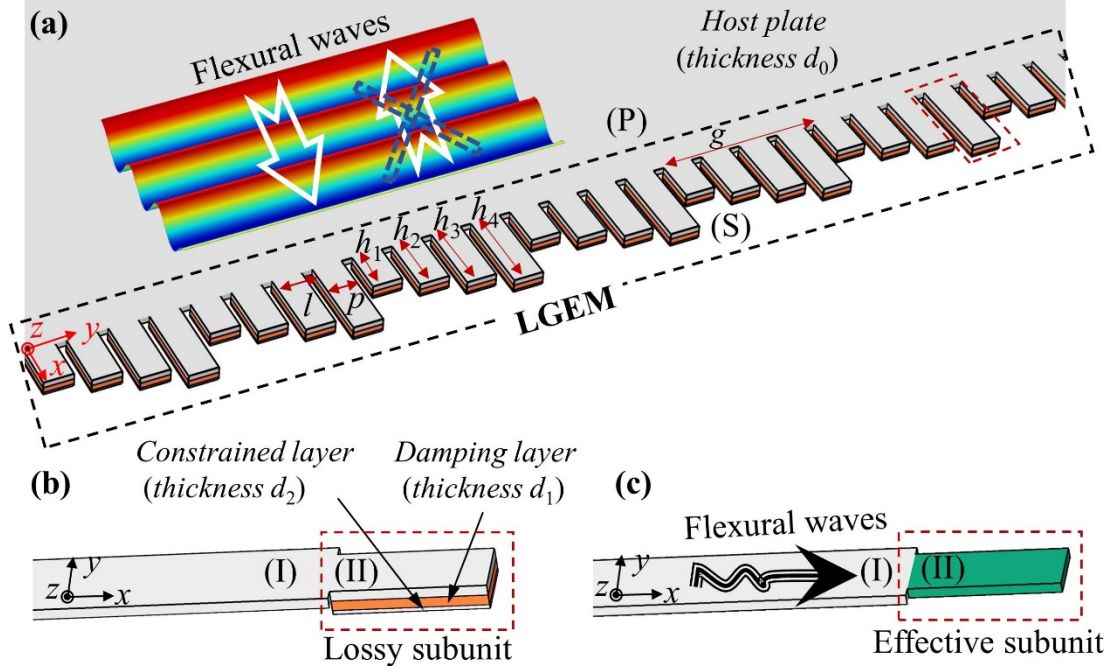 (a)
Flexural waves
Host plate
(thickness d₀)
(P)
g
(S)
h₁
h₂
h₃
h₄
l
p
LGEM
z
y
x
(b)
Constrained layer
(thickness d₂)
Damping layer
(thickness d₁)
(I)
(II)
y
z
x
Lossy subunit
(c)
Flexural waves
(I)
(II)
y
z
x
Effective subunit